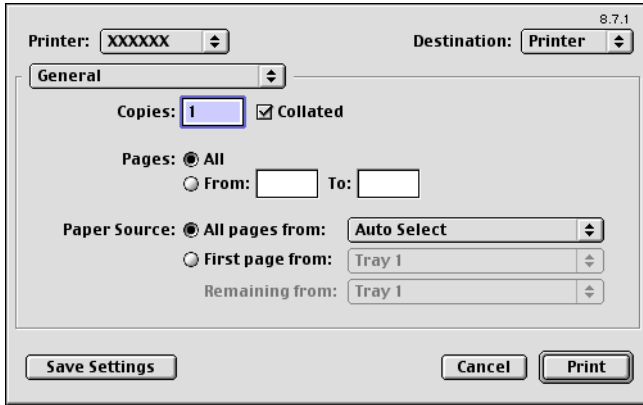 8.7.1
Printer: XXXXXX Destination: Printer
General
Copies: 1 Collated
Pages: All
From: To:
Paper Source: All pages from: Auto Select
First page from: Tray 1
Remaining from: Tray 1
Save Settings Cancel Print